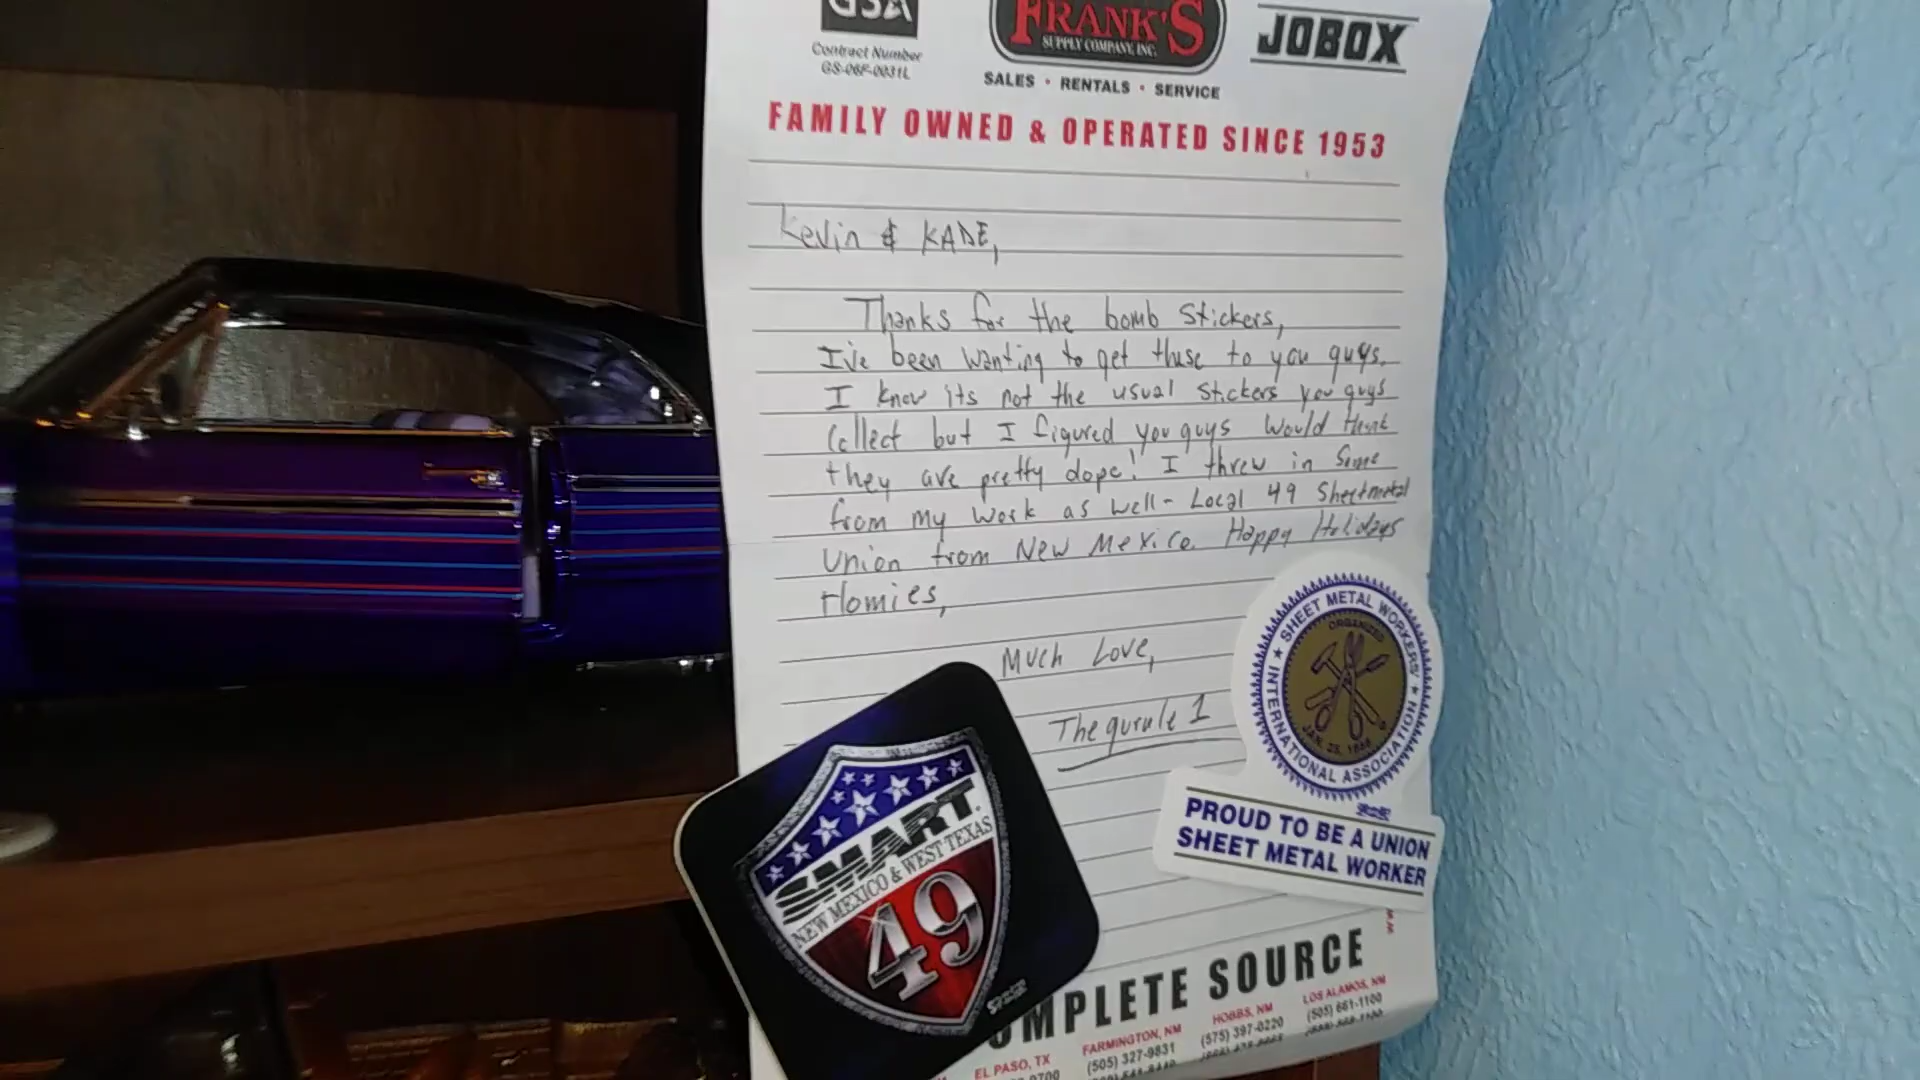 GSA
Contract Number
GS-06F-0031L
FRANK'S
SUPPLY COMPANY, INC.
SALES • RENTALS • SERVICE
JOBOX
FAMILY OWNED & OPERATED SINCE 1953
Kevin & KADE,
Thanks for the bomb stickers,
I've been wanting to get these to you guys.
I know its not the usual stickers you guys
collect but I figured you guys would think
they are pretty dope! I threw in some
from my work as well - Local 49 Sheetmetal
Union from New Mexico. Happy Holidays
Homies,
Much Love,
The gurule 1
SHEET METAL WORKERS' INTERNATIONAL ASSOCIATION
ORGANIZED
JAN. 25, 1888
PROUD TO BE A UNION
SHEET METAL WORKER
SMART
NEW MEXICO & WEST TEXAS
49
OMPLETE SOURCE
EL PASO, TX
FARMINGTON, NM
(505) 327-9831
HOBBS, NM
(575) 397-0220
LOS ALAMOS, NM
(505) 661-1100